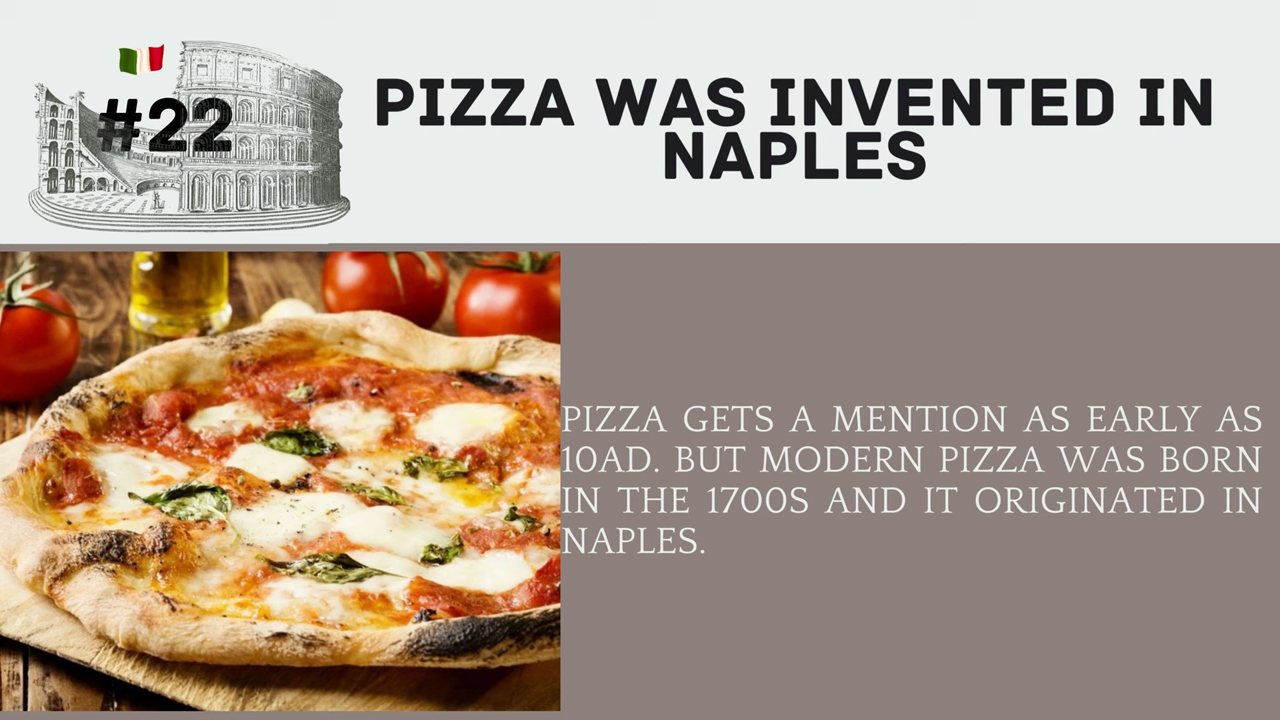 #22
PIZZA WAS INVENTED IN
NAPLES
PIZZA GETS A MENTION AS EARLY AS
10AD. BUT MODERN PIZZA WAS BORN
IN THE 1700S AND IT ORIGINATED IN
NAPLES.